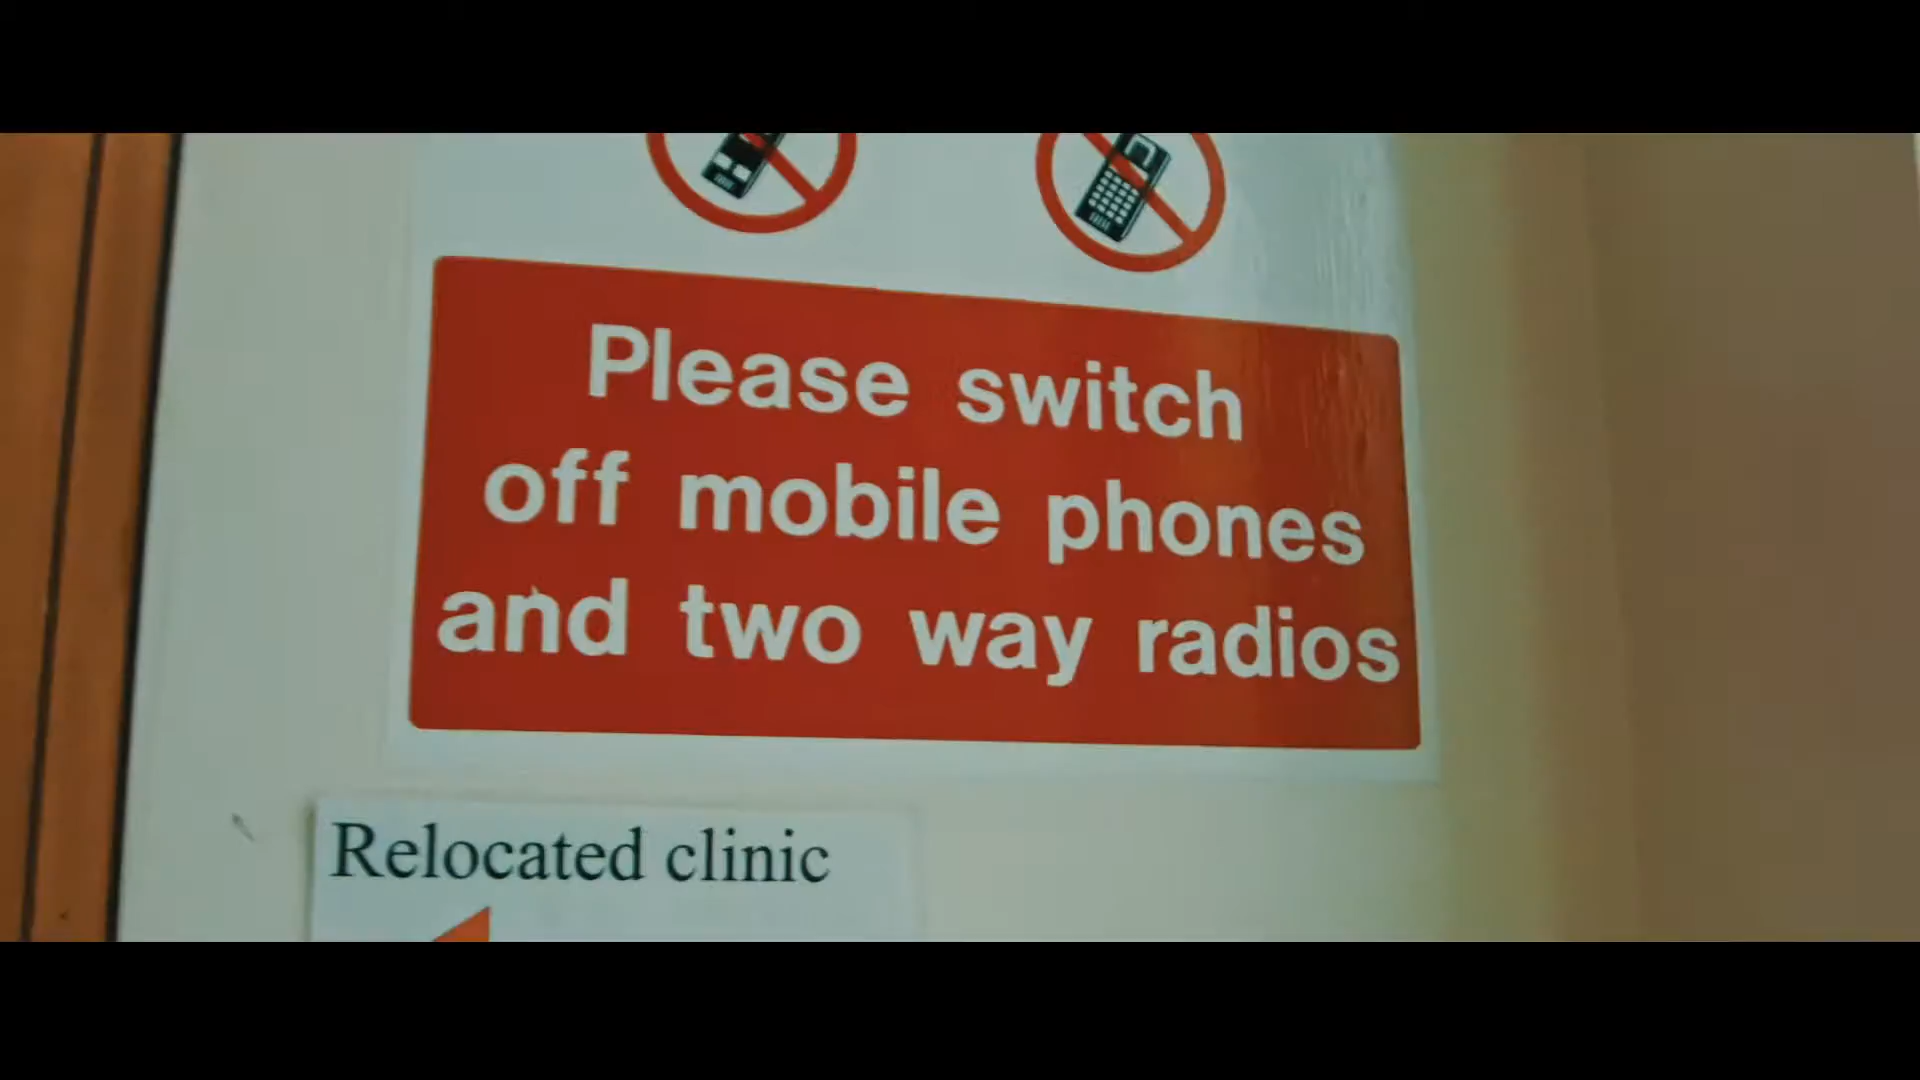 Please switch
off mobile phones
and two way radios
Relocated clinic